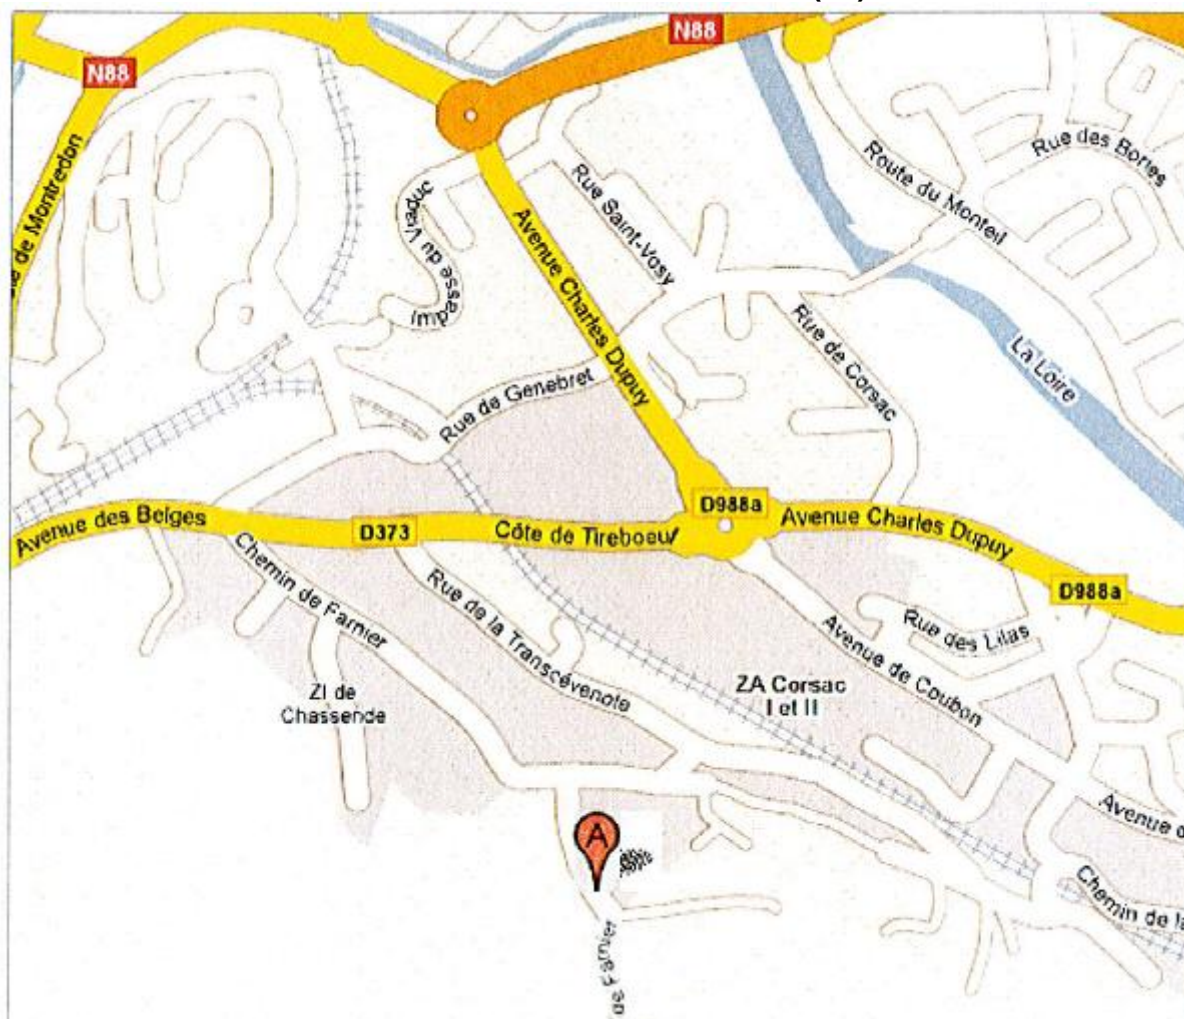 N88
N88
Route du Monteil
Rue des Bories
de Montredon
Impasse du Viaduc
Rue Saint-Vosy
Avenue Charles Dupuy
Rue de Corsac
La Loire
Rue de Genebret
D988a
Avenue des Belges
D373
Côte de Tireboeuf
Avenue Charles Dupuy
D988a
Chemin de Farnier
Rue de la Transcévenole
Rue des Lilas
Avenue de Coubon
ZI de
Chassende
ZA Corsac
I et II
Avenue d
A
Chemin de la
de Farnier